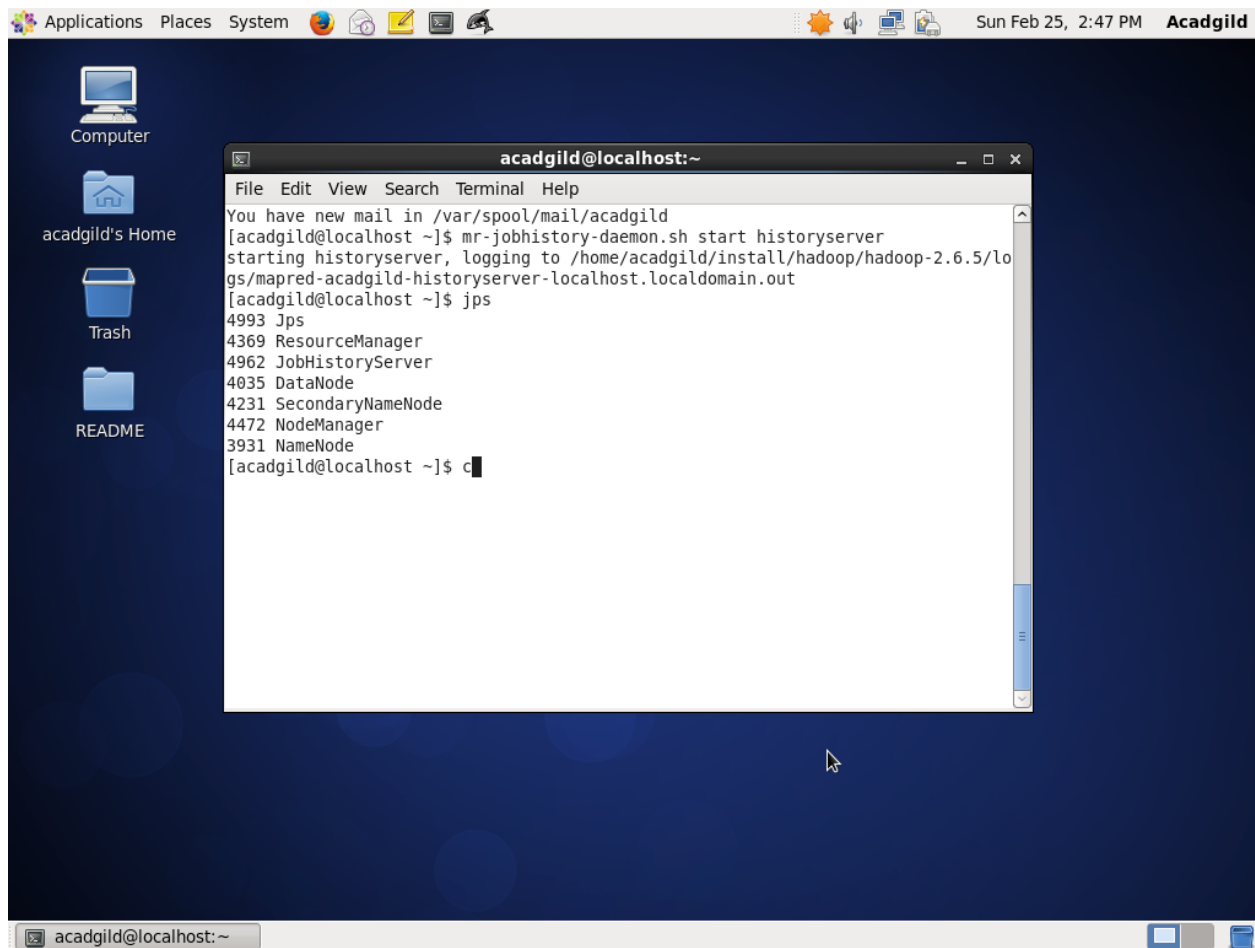 Applications Places System Sun Feb 25, 2:47 PM Acadgild
Computer
acadgild's Home
Trash
README
acadgild@localhost:~
File Edit View Search Terminal Help
You have new mail in /var/spool/mail/acadgild
[acadgild@localhost ~]$ mr-jobhistory-daemon.sh start historyserver
starting historyserver, logging to /home/acadgild/install/hadoop/hadoop-2.6.5/lo
gs/mapred-acadgild-historyserver-localhost.localdomain.out
[acadgild@localhost ~]$ jps
4993 Jps
4369 ResourceManager
4962 JobHistoryServer
4035 DataNode
4231 SecondaryNameNode
4472 NodeManager
3931 NameNode
[acadgild@localhost ~]$ c
acadgild@localhost:~